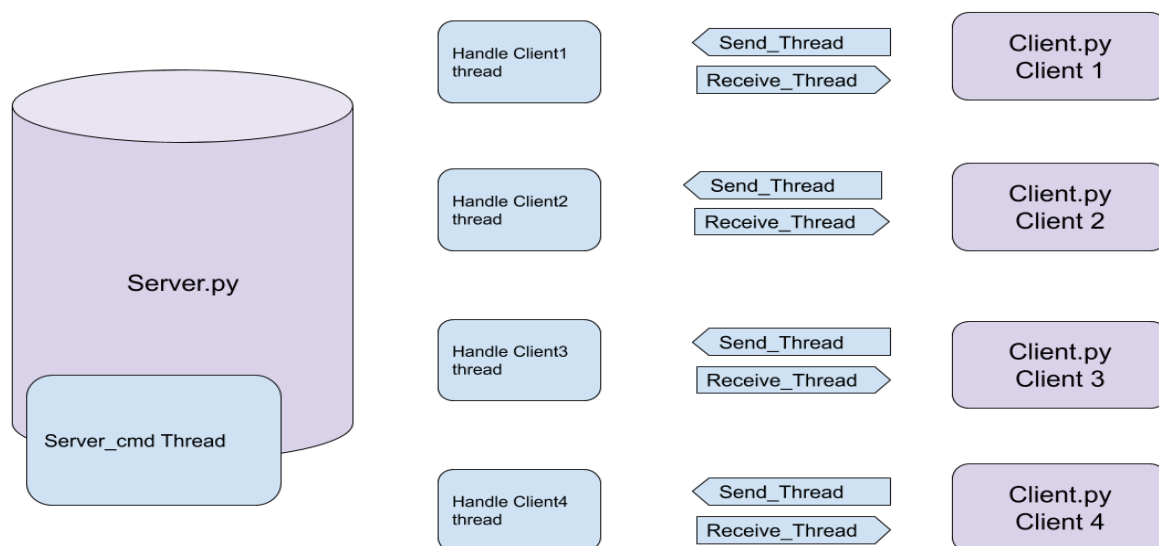 Server.py
Server_cmd Thread
Handle Client1
thread
Send_Thread
Receive_Thread
Client.py
Client 1
Handle Client2
thread
Send_Thread
Receive_Thread
Client.py
Client 2
Handle Client3
thread
Send_Thread
Receive_Thread
Client.py
Client 3
Handle Client4
thread
Send_Thread
Receive_Thread
Client.py
Client 4